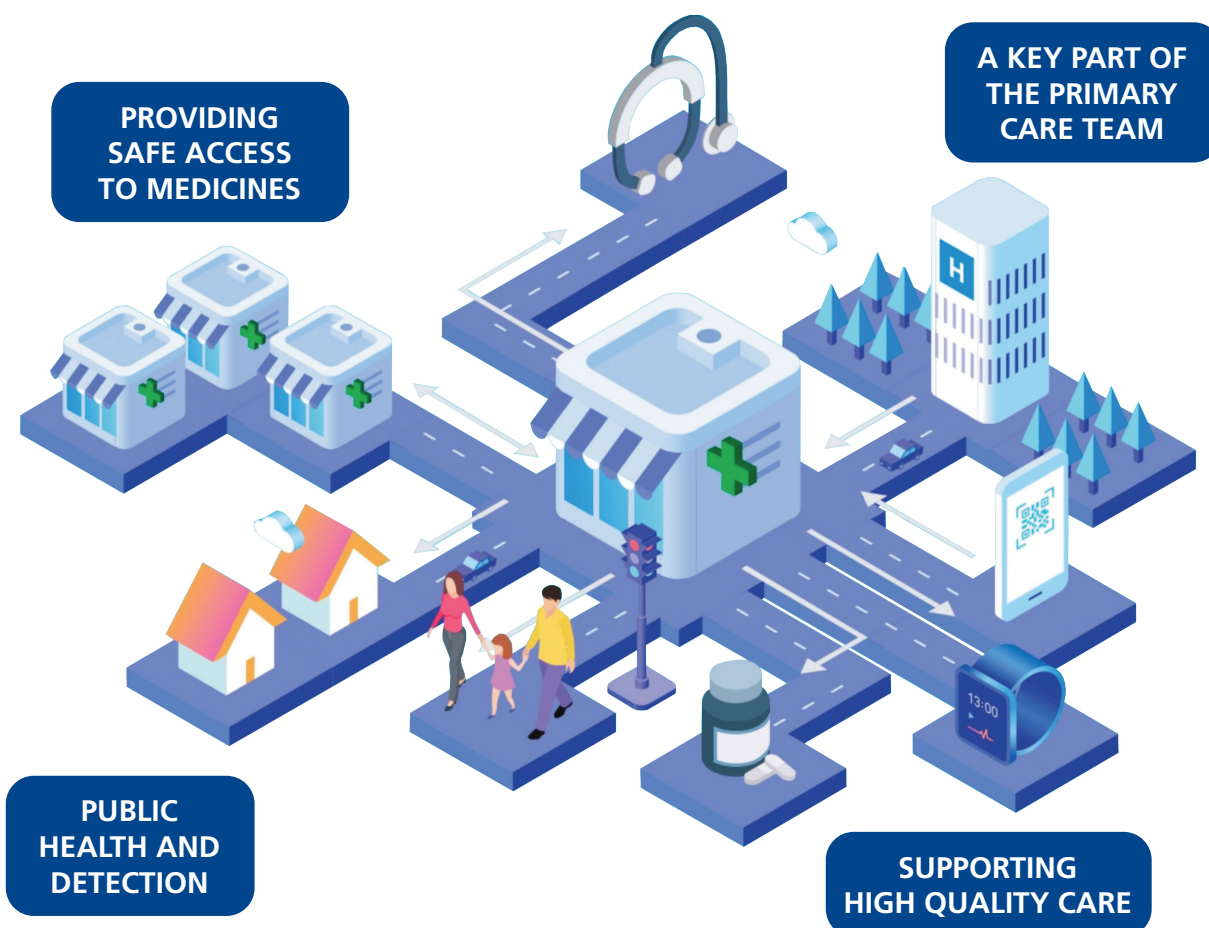 A KEY PART OF
THE PRIMARY
CARE TEAM
PROVIDING
SAFE ACCESS
TO MEDICINES
H
13:00
PUBLIC
HEALTH AND
DETECTION
SUPPORTING
HIGH QUALITY CARE